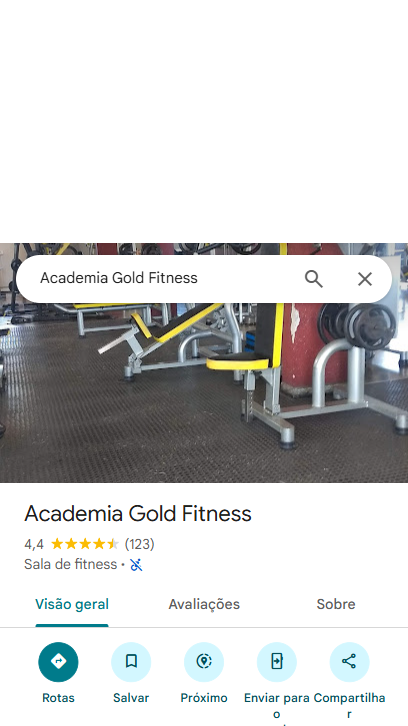 Academia Gold Fitness
Academia Gold Fitness
4,4 (123)
Sala de fitness ·
Visão geral Avaliações Sobre
Rotas Salvar Próximo Enviar para Compartilha
o r